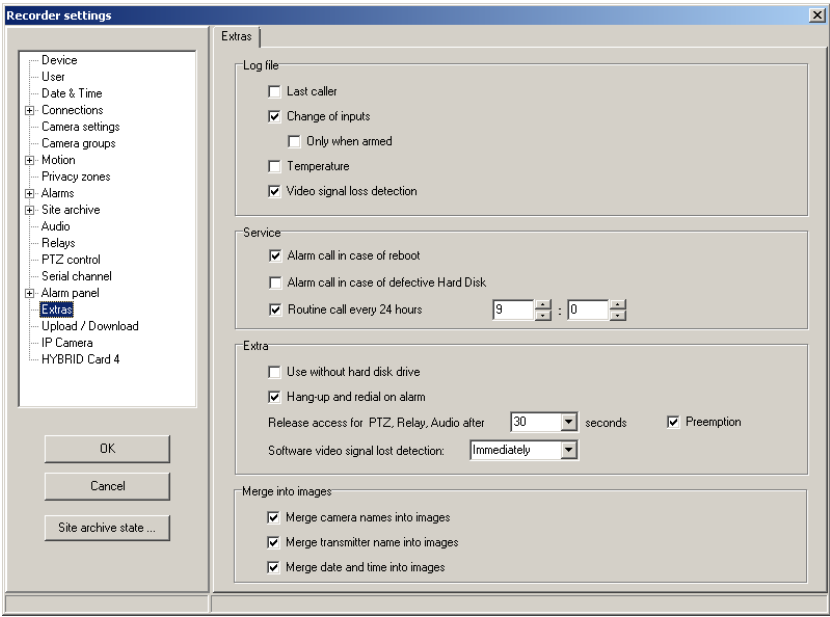 Recorder settings
Device
User
Date & Time
Connections
Camera settings
Camera groups
Motion
Privacy zones
Alarms
Site archive
Audio
Relays
PTZ control
Serial channel
Alarm panel
Extras
Upload / Download
IP Camera
HYBRID Card 4
OK
Cancel
Site archive state ...
Extras
Log file
Last caller
Change of inputs
Only when armed
Temperature
Video signal loss detection
Service
Alarm call in case of reboot
Alarm call in case of defective Hard Disk
Routine call every 24 hours 9 : 0
Extra
Use without hard disk drive
Hang-up and redial on alarm
Release access for PTZ, Relay, Audio after 30 seconds Preemption
Software video signal lost detection: Immediately
Merge into images
Merge camera names into images
Merge transmitter name into images
Merge date and time into images